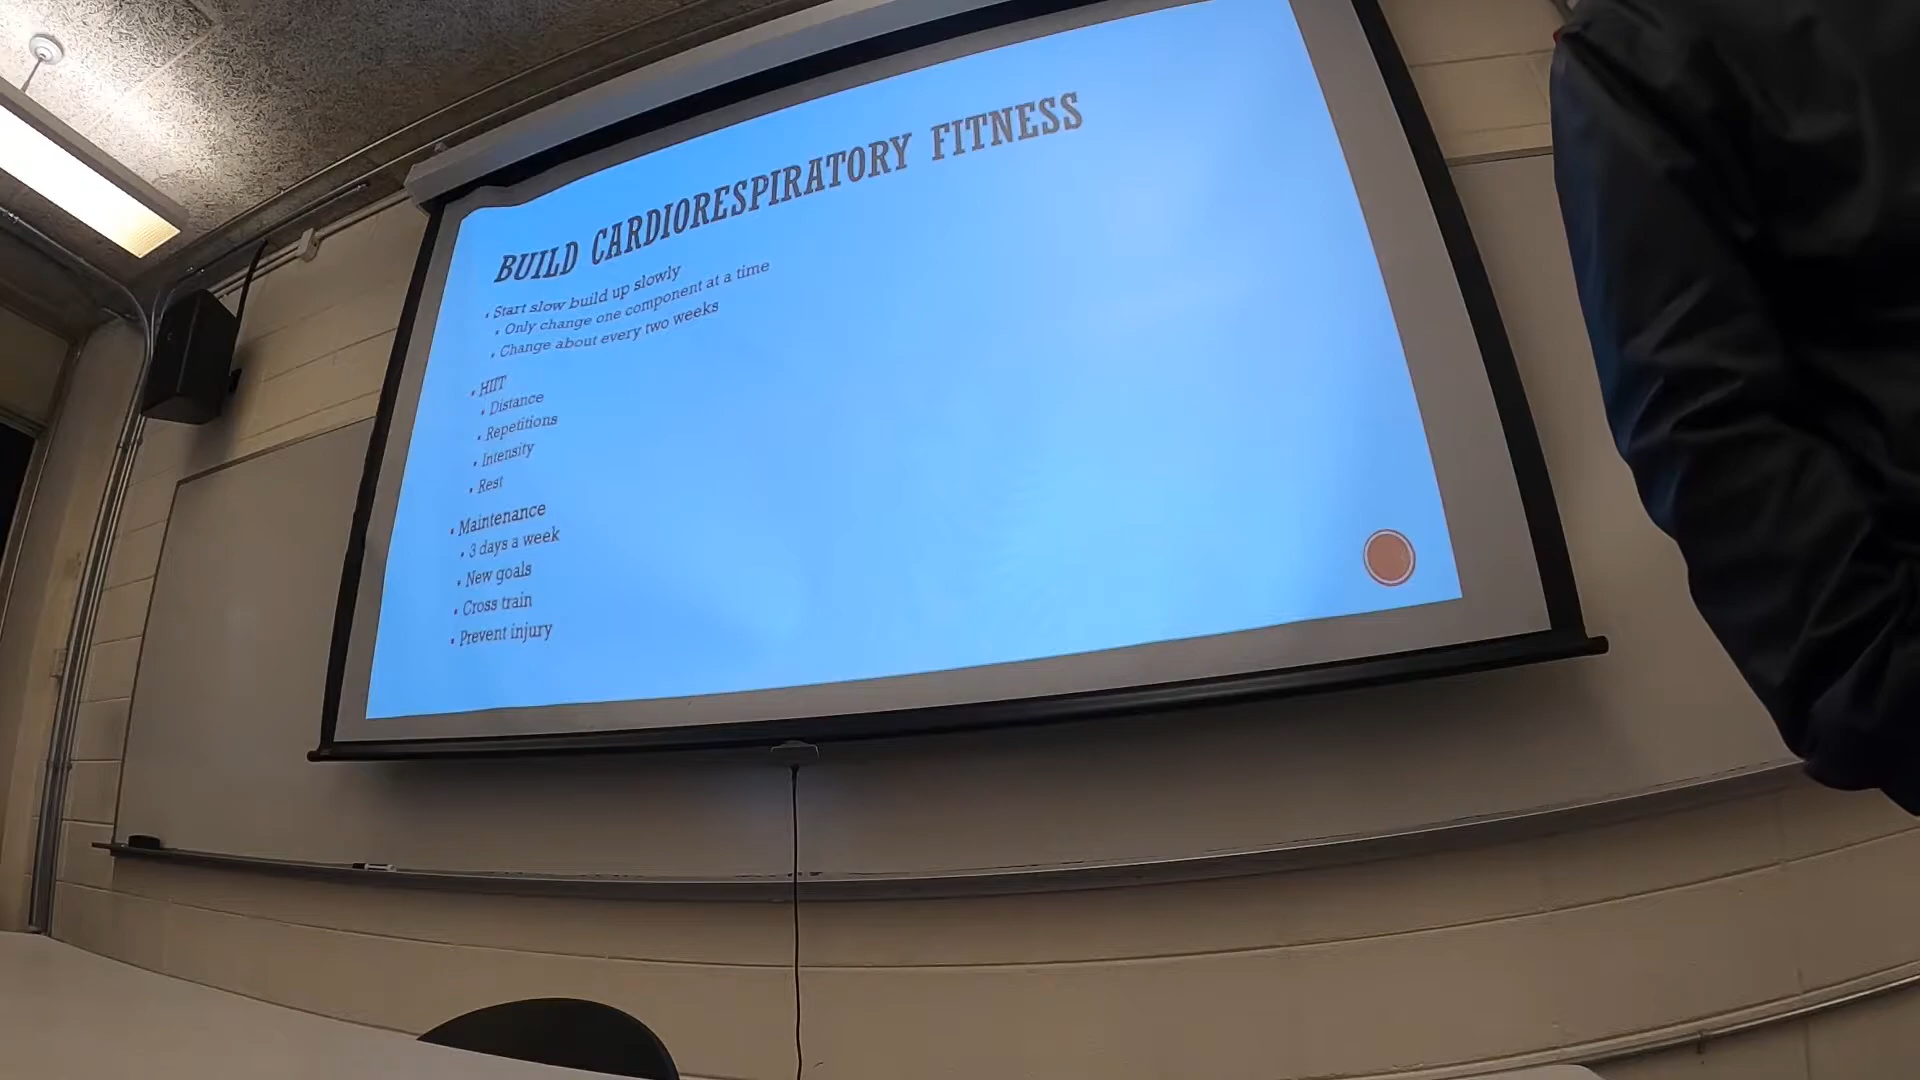 BUILD CARDIORESPIRATORY FITNESS
Start slow build up slowly
Only change one component at a time
Change about every two weeks
HIIT
Distance
Repetitions
Intensity
Rest
Maintenance
3 days a week
New goals
Cross train
Prevent injury